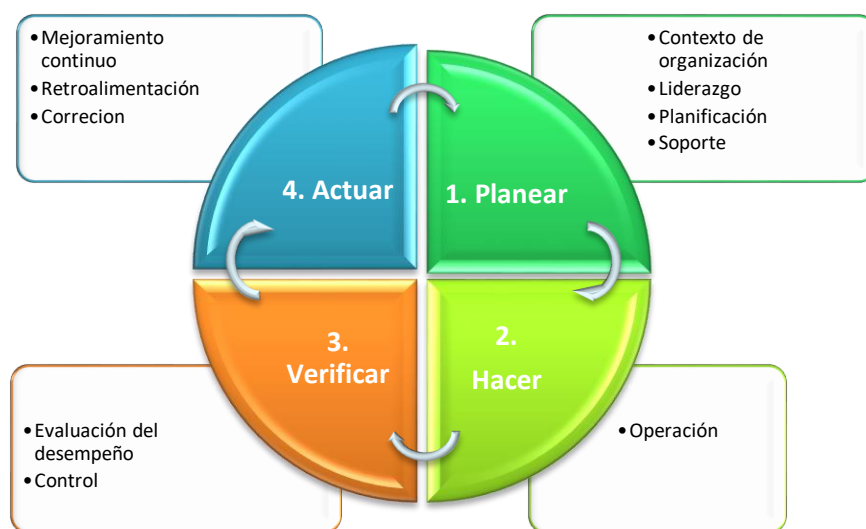 • Mejoramiento
continuo
• Retroalimentación
• Correcion
• Contexto de
organización
• Liderazgo
• Planificación
• Soporte
4. Actuar
1. Planear
3.
Verificar
2.
Hacer
• Evaluación del
desempeño
• Control
• Operación